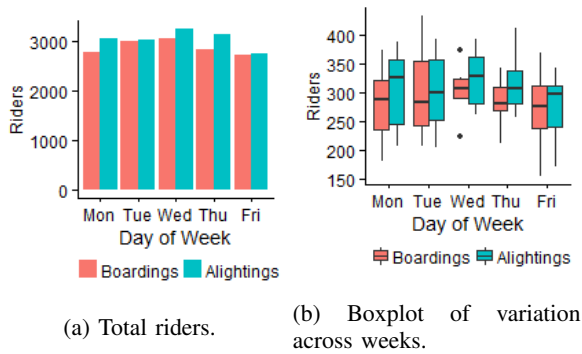 Riders
3000
2000
1000
0
Mon Tue Wed Thu Fri
Day of Week
Boardings Alightings
(a) Total riders.
Riders
400
350
300
250
200
150
Mon Tue Wed Thu Fri
Day of Week
Boardings Alightings
(b) Boxplot of variation
across weeks.